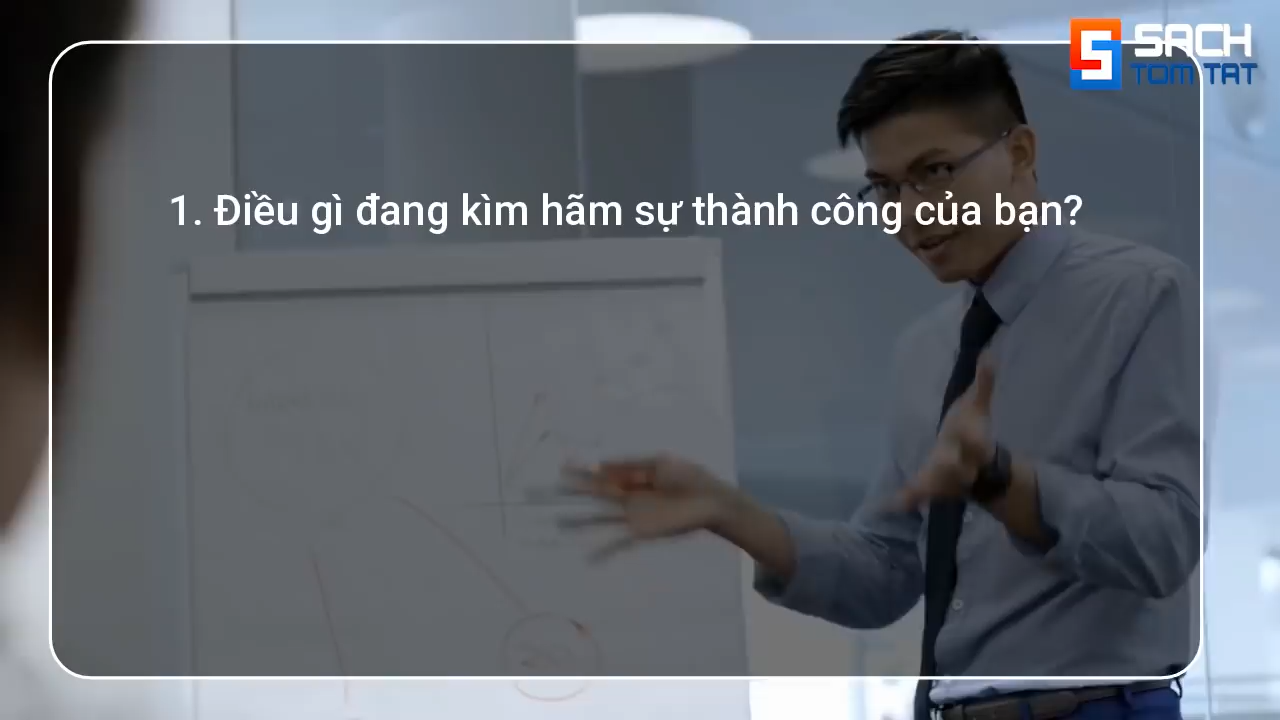 SACH
TOM TAT
1. Điều gì đang kìm hãm sự thành công của bạn?